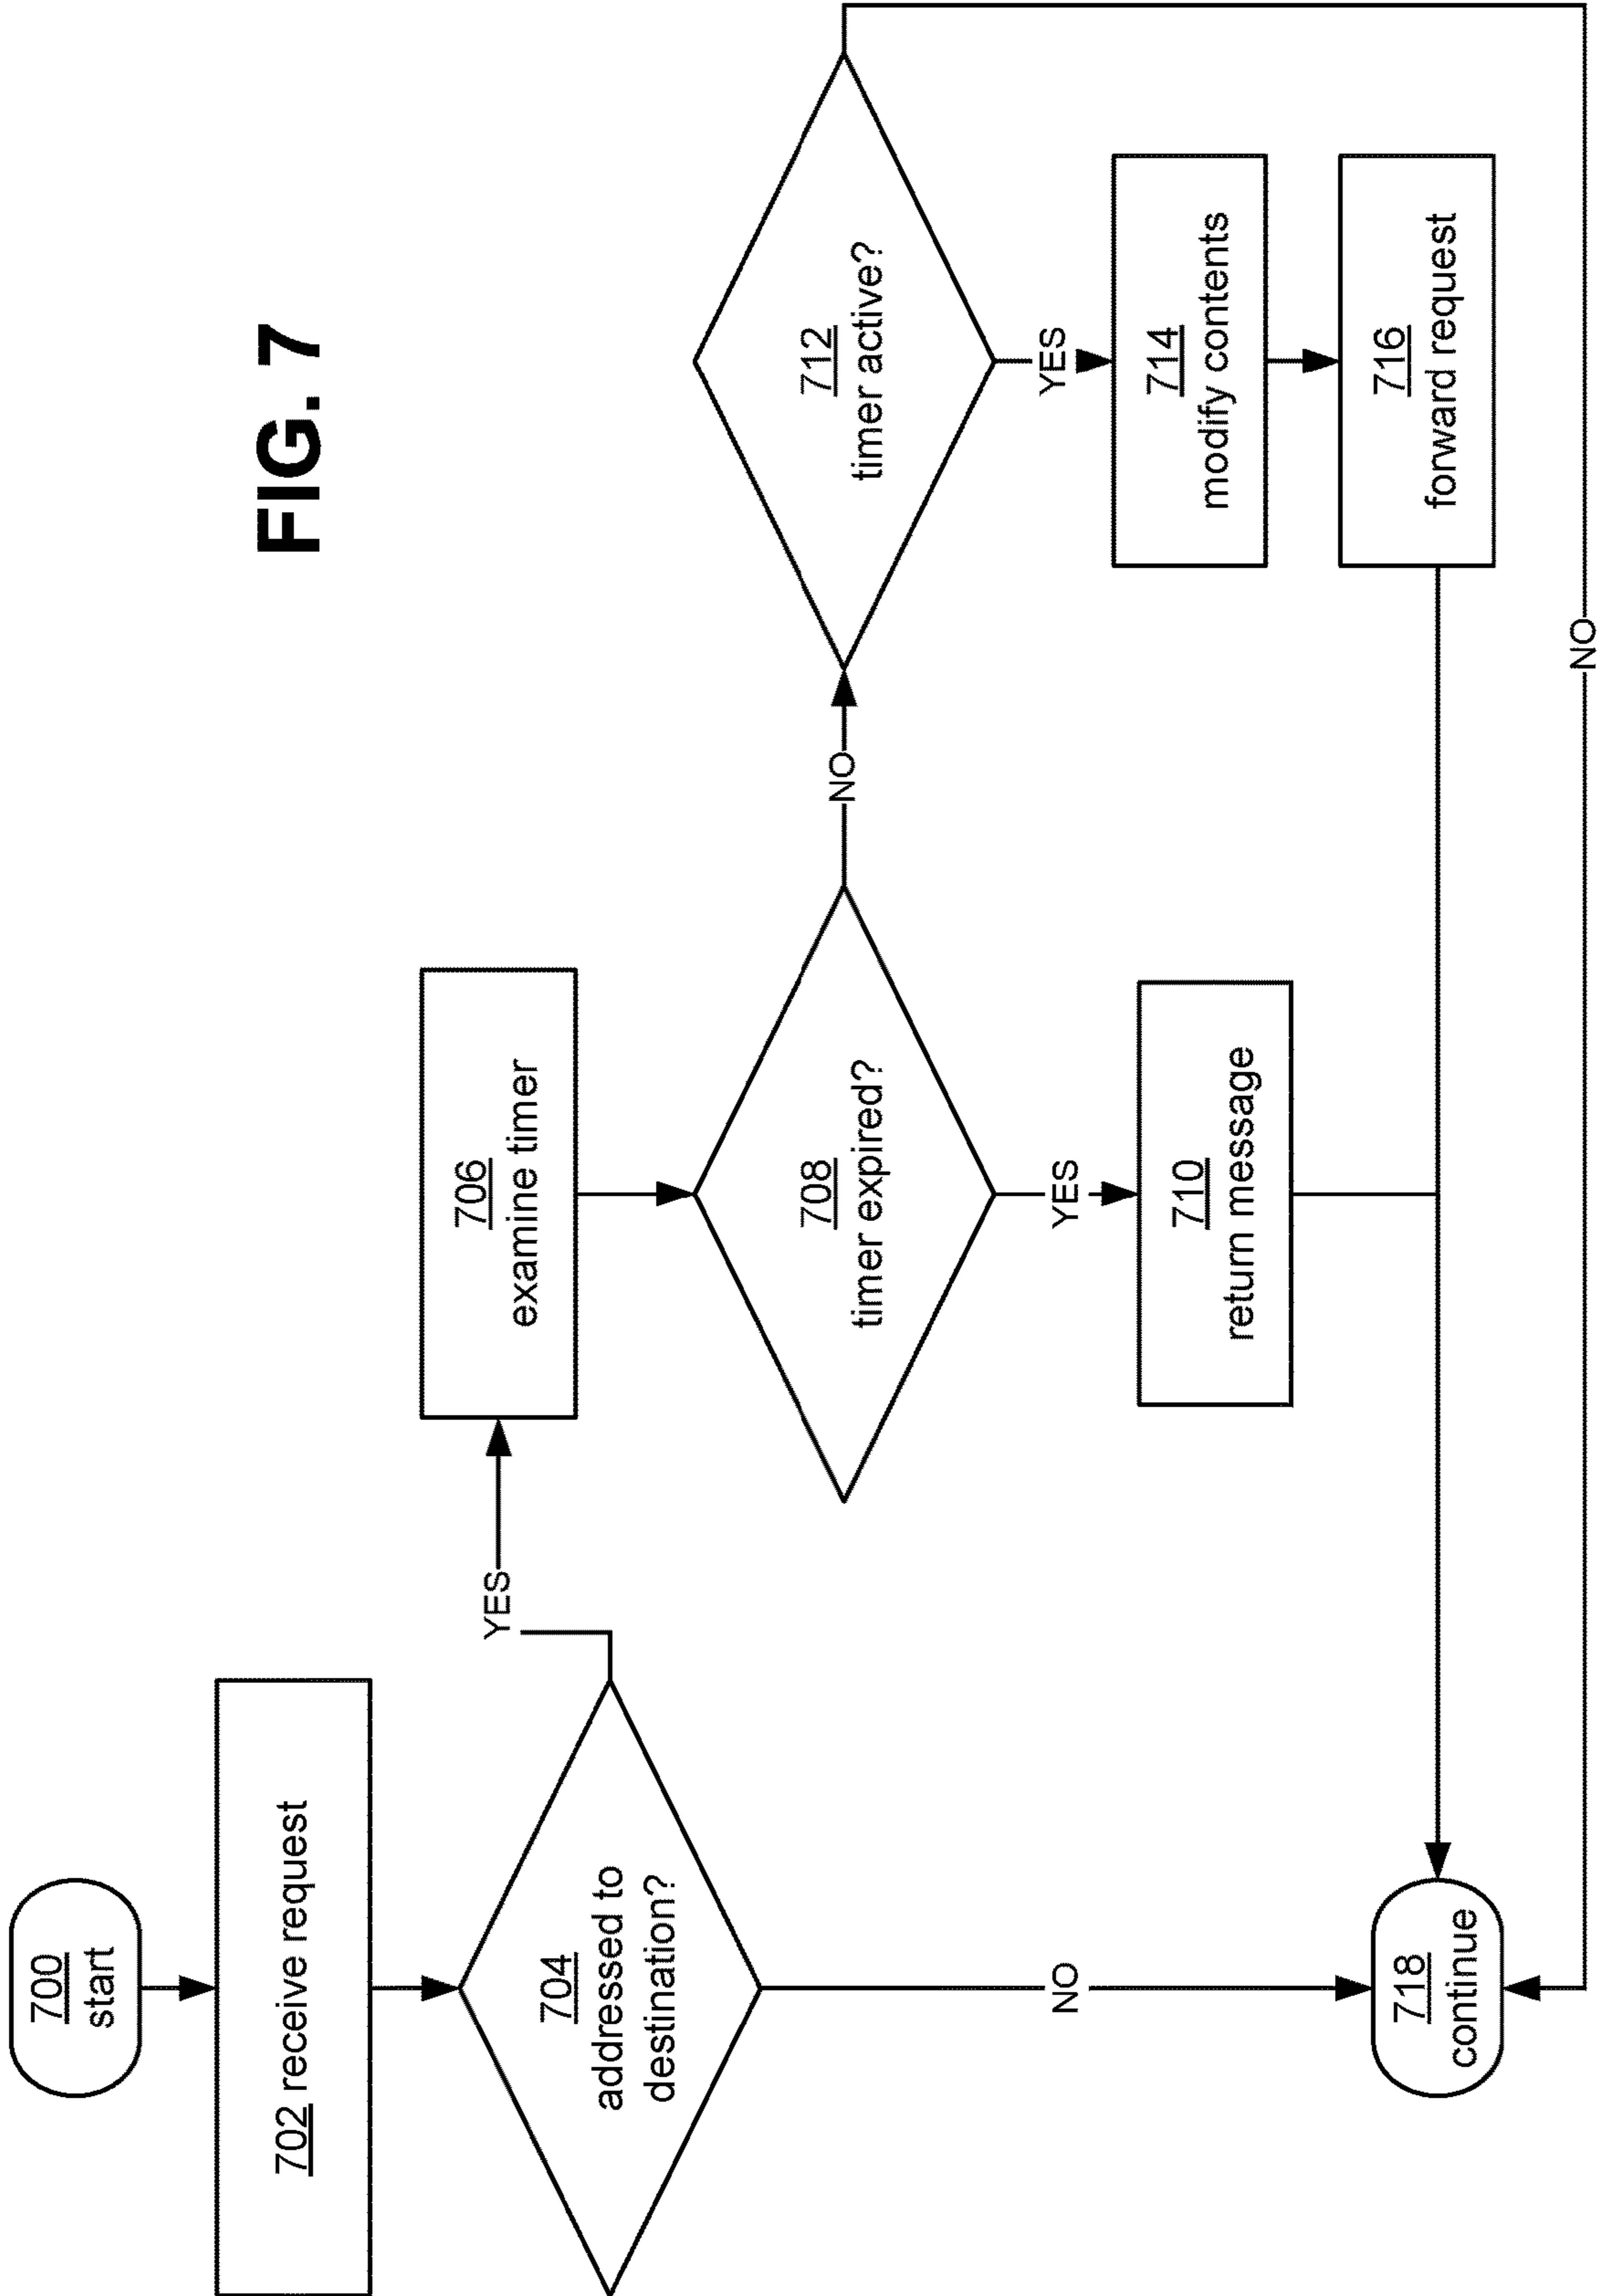 FIG. 7
700
start
702 receive request
704
addressed to
destination?
YES
NO
706
examine timer
708
timer expired?
YES
NO
710
return message
712
timer active?
YES
NO
714
modify contents
716
forward request
718
continue